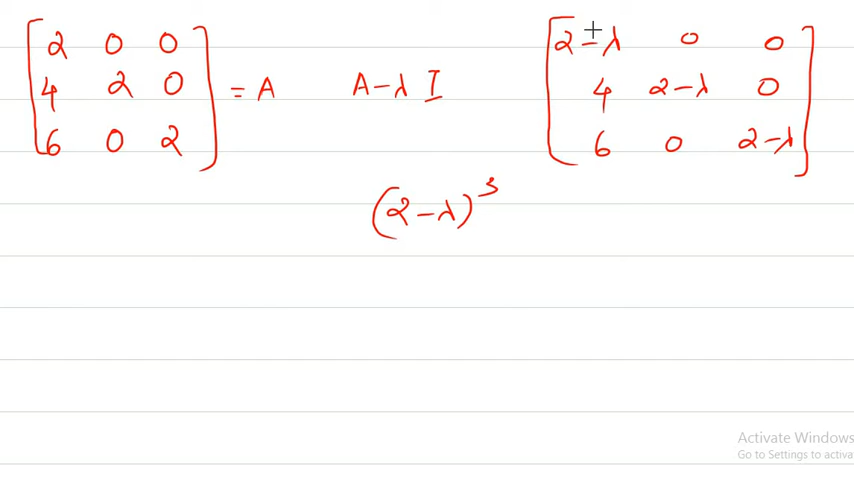 [2 0 0
4 2 0
6 0 2] = A
A-λ I
[2-λ 0 0
4 2-λ 0
6 0 2-λ]
(2-λ)³
Activate Windows
Go to Settings to activa